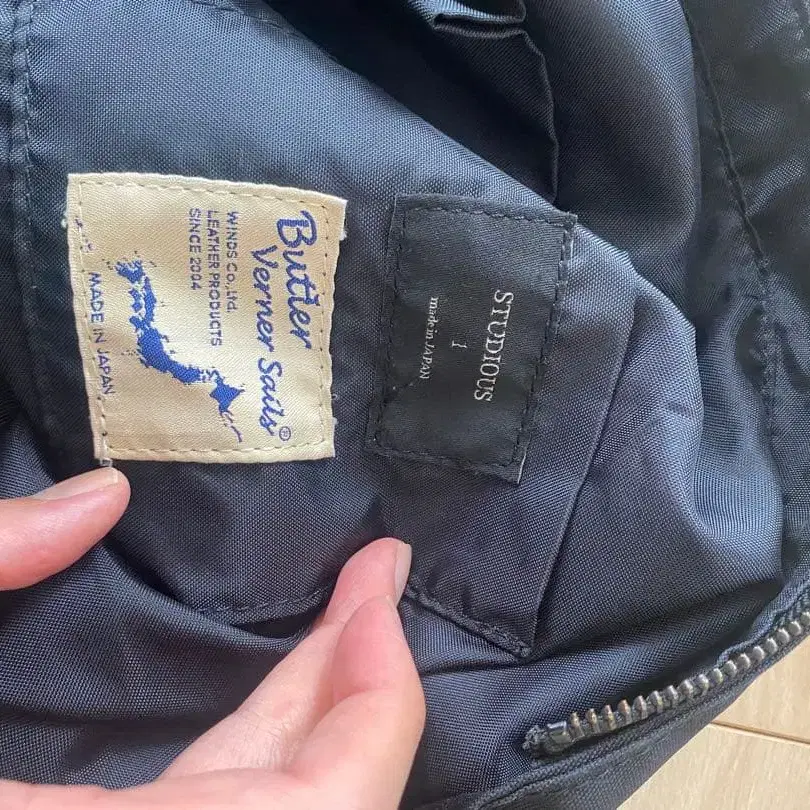 Butler
Verner Sails®
WINDS Co,Ltd.
LEATHER PRODUCTS
SINCE 2004
MADE IN JAPAN
STUDIOUS
1
made in JAPAN